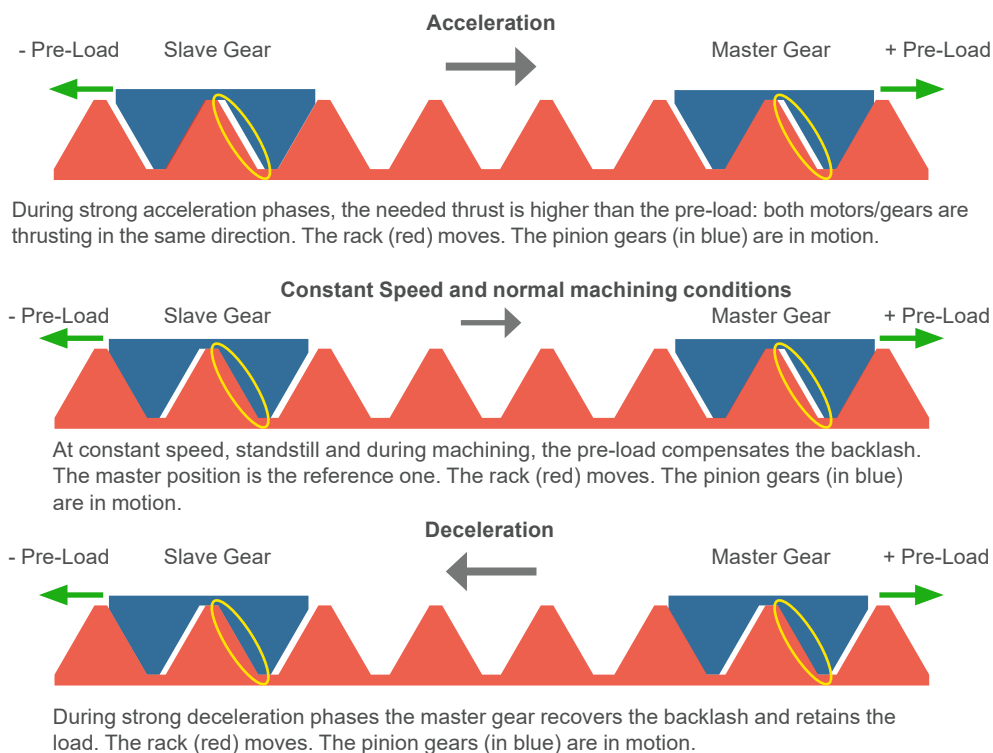 Acceleration
- Pre-Load Slave Gear Master Gear + Pre-Load
During strong acceleration phases, the needed thrust is higher than the pre-load: both motors/gears are
thrusting in the same direction. The rack (red) moves. The pinion gears (in blue) are in motion.
Constant Speed and normal machining conditions
- Pre-Load Slave Gear Master Gear + Pre-Load
At constant speed, standstill and during machining, the pre-load compensates the backlash.
The master position is the reference one. The rack (red) moves. The pinion gears (in blue)
are in motion.
Deceleration
- Pre-Load Slave Gear Master Gear + Pre-Load
During strong deceleration phases the master gear recovers the backlash and retains the
load. The rack (red) moves. The pinion gears (in blue) are in motion.